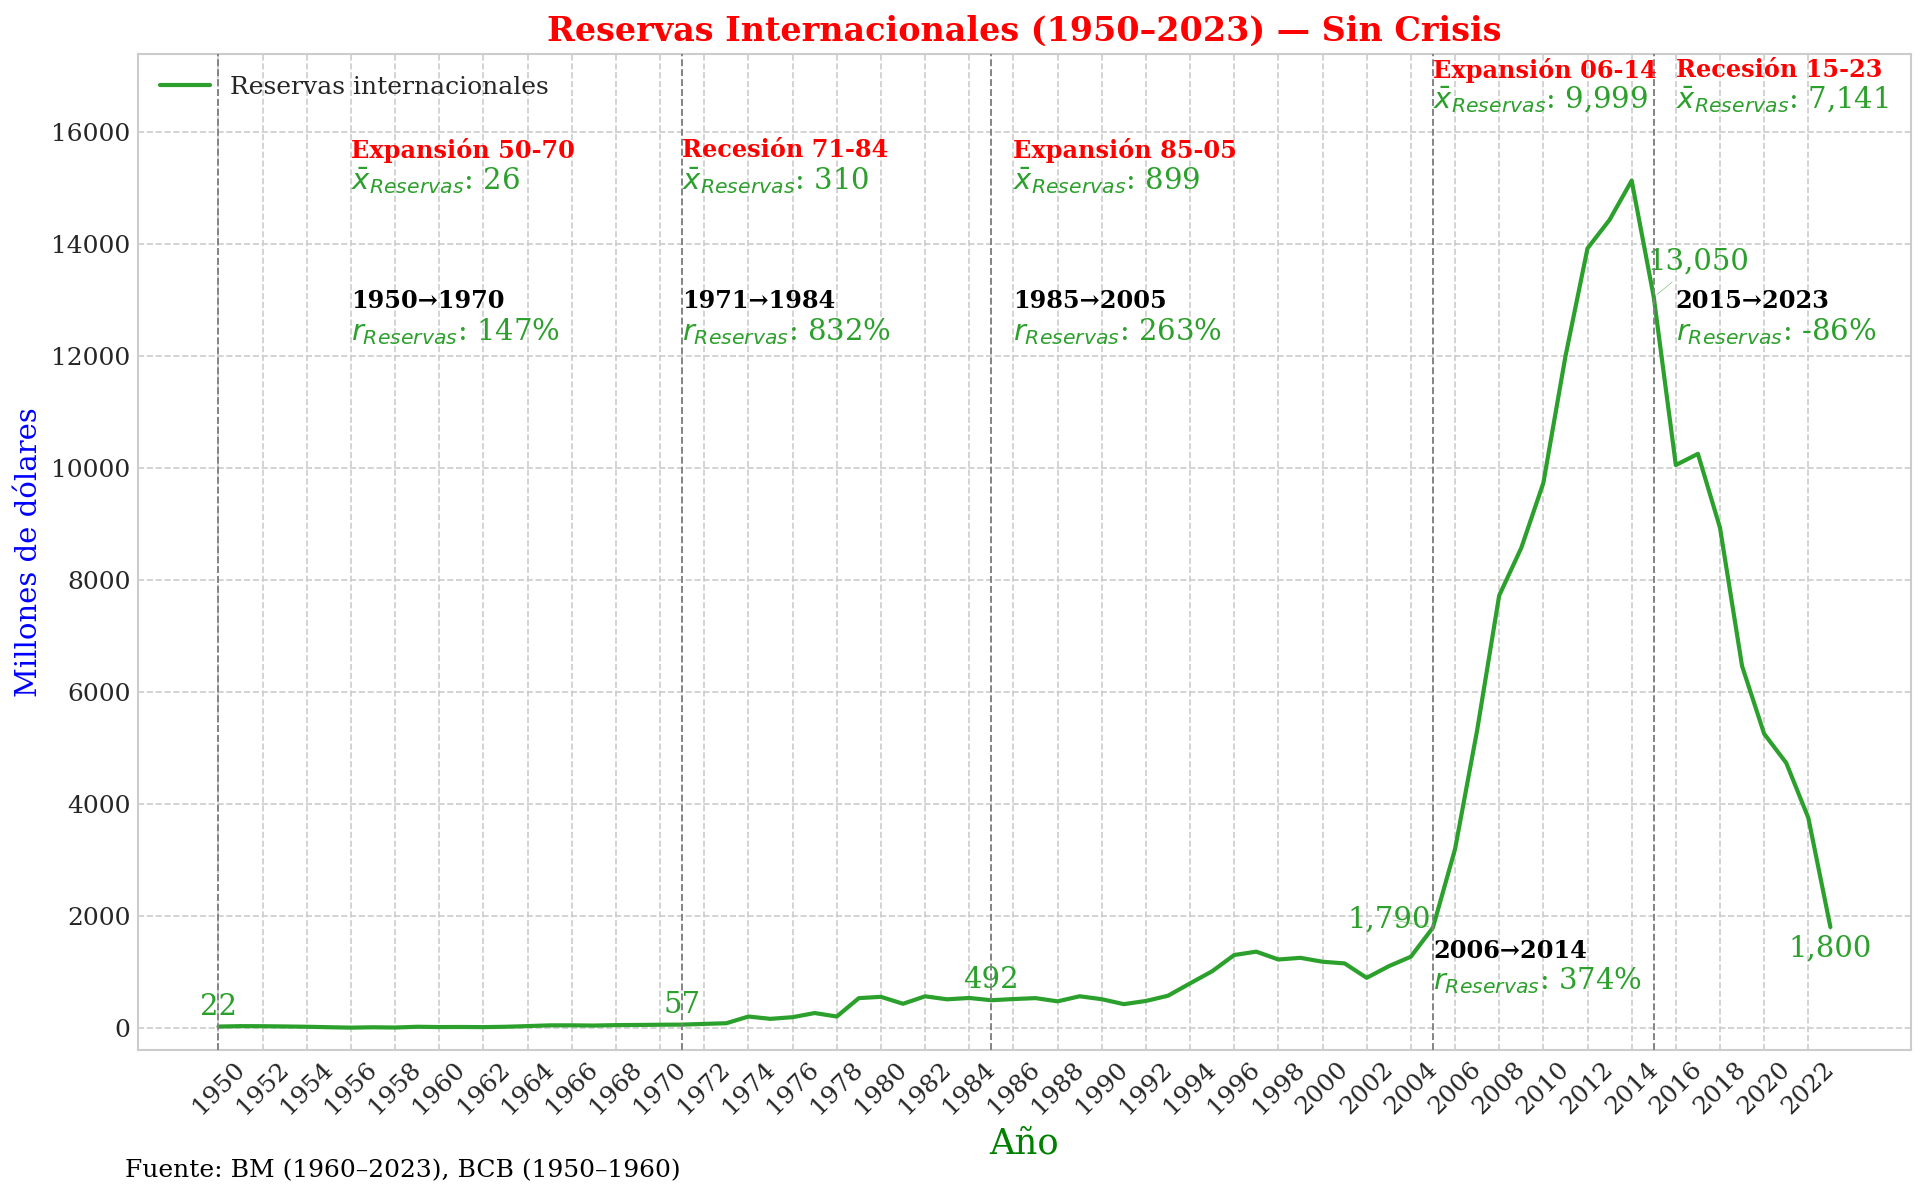 Reservas Internacionales (1950–2023) — Sin Crisis
Reservas internacionales
Expansión 06-14
x̄Reservas: 9,999
Recesión 15-23
x̄Reservas: 7,141
Expansión 50-70
x̄Reservas: 26
Recesión 71-84
x̄Reservas: 310
Expansión 85-05
x̄Reservas: 899
13,050
1950→1970
rReservas: 147%
1971→1984
rReservas: 832%
1985→2005
rReservas: 263%
2015→2023
rReservas: -86%
1,790
2006→2014
rReservas: 374%
1,800
492
57
22
Millones de dólares
16000
14000
12000
10000
8000
6000
4000
2000
0
1950 1952 1954 1956 1958 1960 1962 1964 1966 1968 1970 1972 1974 1976 1978 1980 1982 1984 1986 1988 1990 1992 1994 1996 1998 2000 2002 2004 2006 2008 2010 2012 2014 2016 2018 2020 2022
Año
Fuente: BM (1960–2023), BCB (1950–1960)